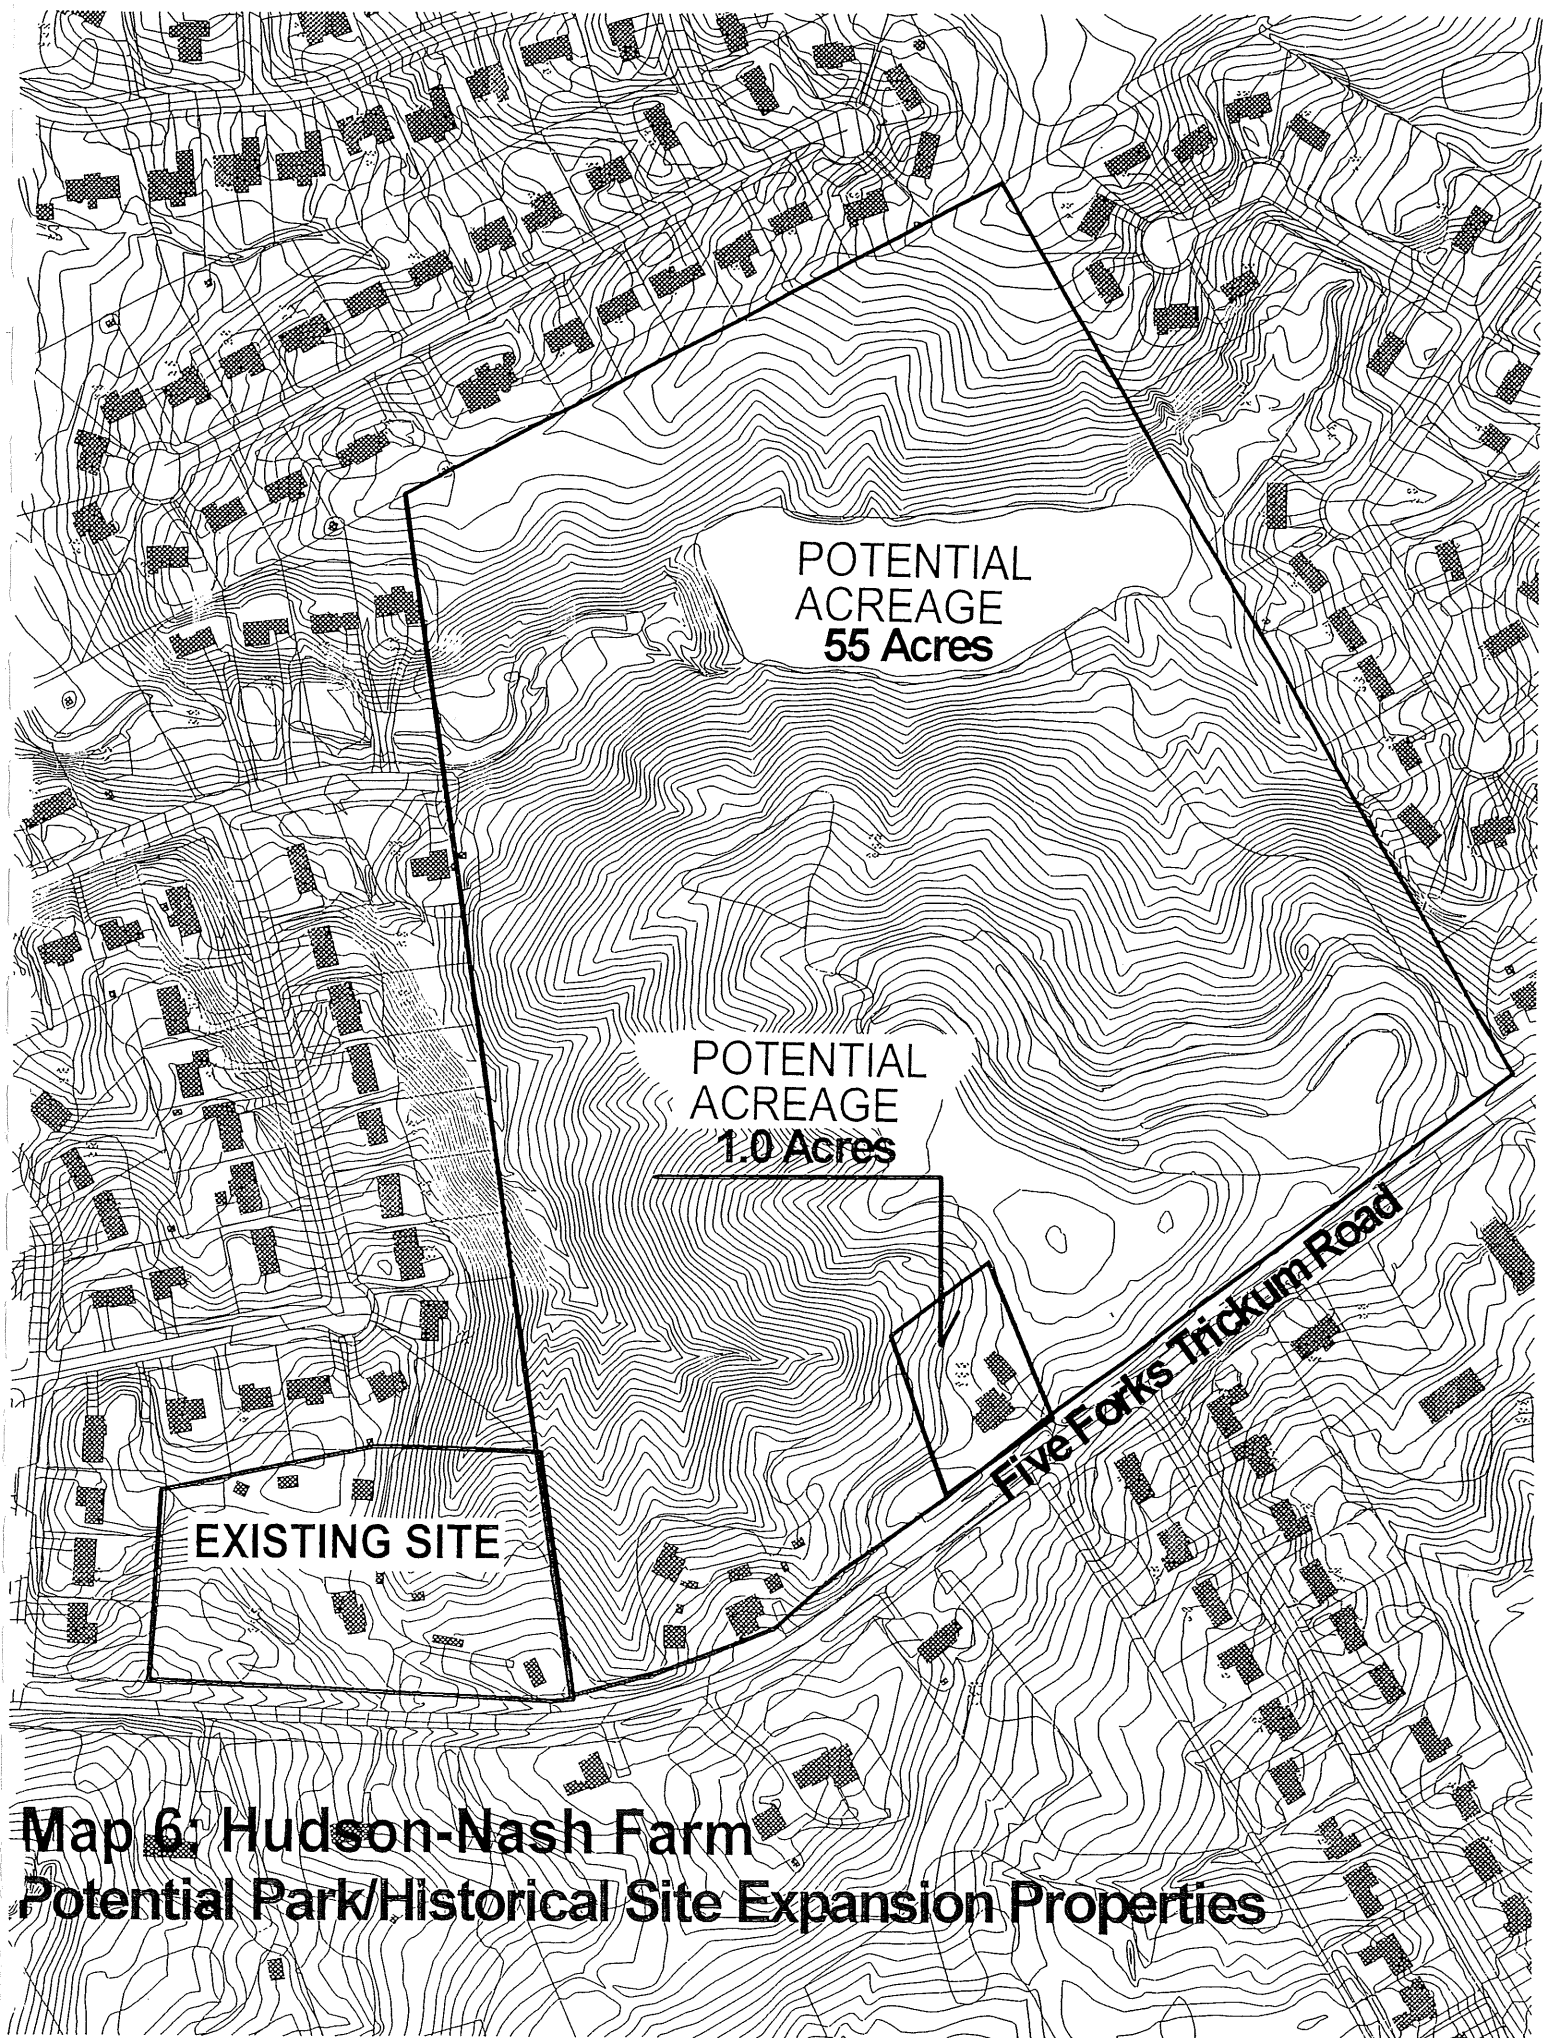 POTENTIAL
ACREAGE
55 Acres
POTENTIAL
ACREAGE
1.0 Acres
Five Forks Trickum Road
EXISTING SITE
Map 6: Hudson-Nash Farm
Potential Park/Historical Site Expansion Properties